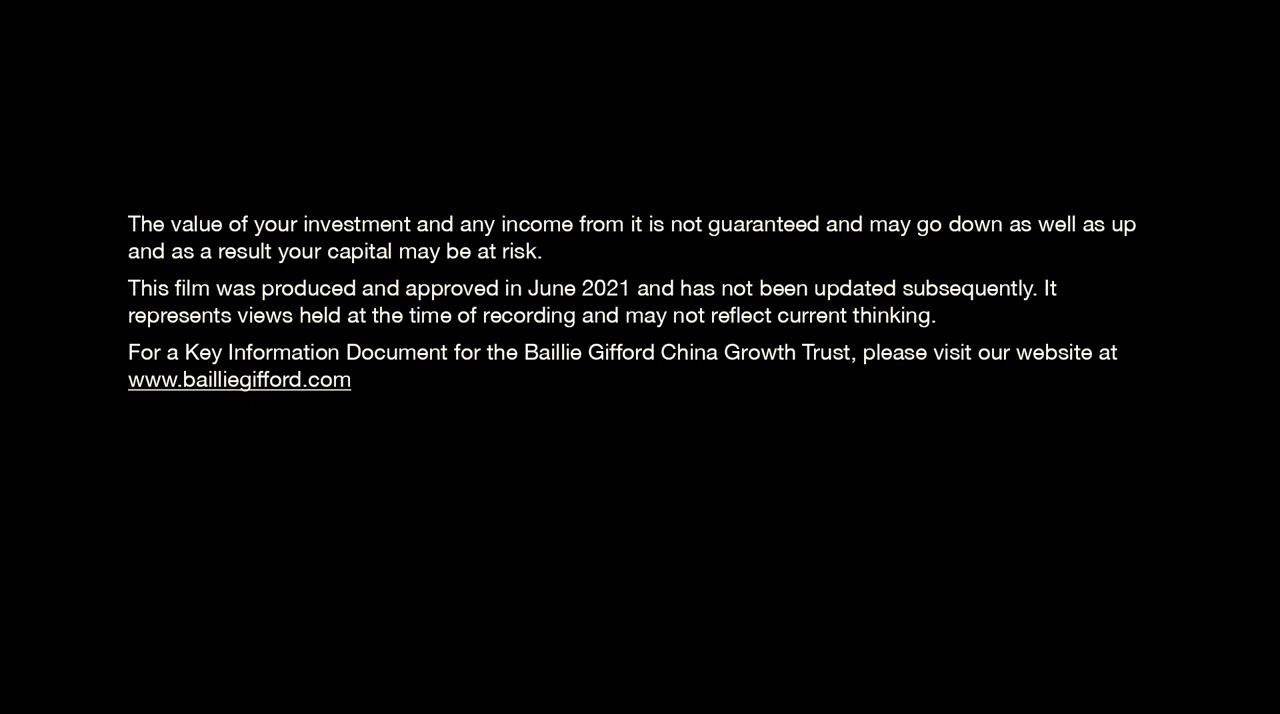 The value of your investment and any income from it is not guaranteed and may go down as well as up
and as a result your capital may be at risk.
This film was produced and approved in June 2021 and has not been updated subsequently. It
represents views held at the time of recording and may not reflect current thinking.
For a Key Information Document for the Baillie Gifford China Growth Trust, please visit our website at
www.bailliegifford.com